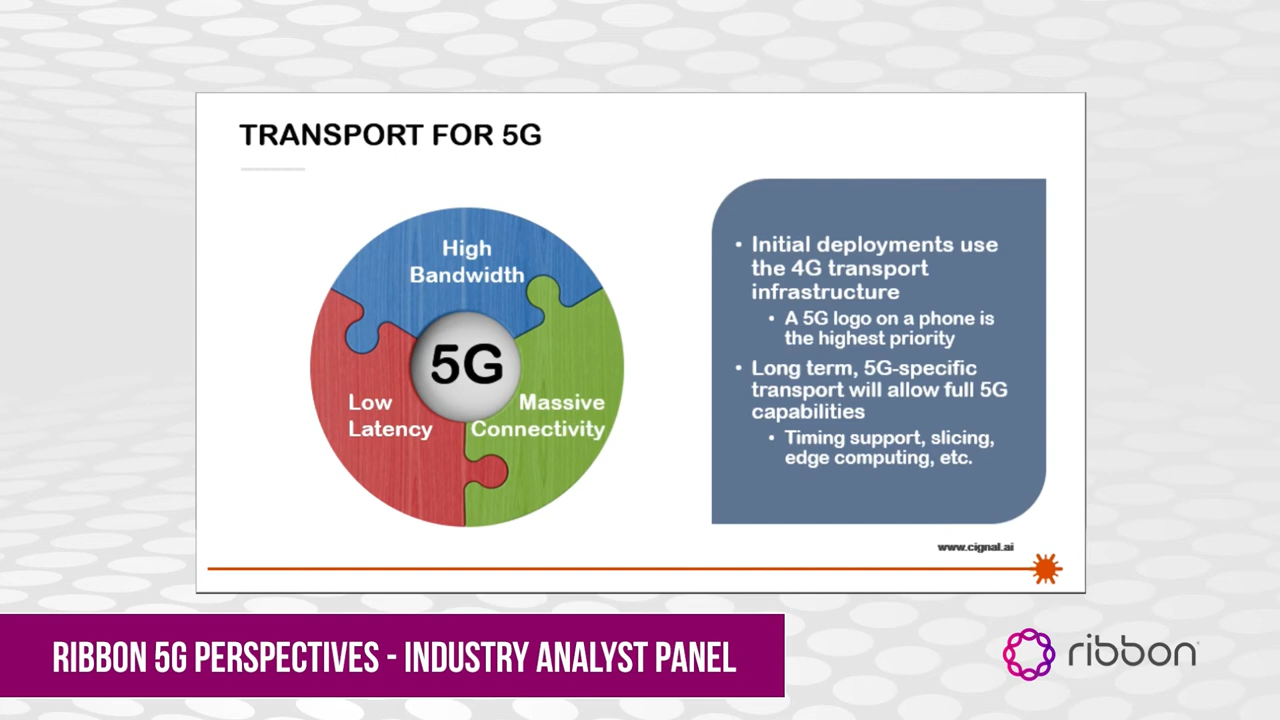 TRANSPORT FOR 5G
High
Bandwidth
5G
Low
Latency
Massive
Connectivity
• Initial deployments use
the 4G transport
infrastructure
• A 5G logo on a phone is
the highest priority
• Long term, 5G-specific
transport will allow full 5G
capabilities
• Timing support, slicing,
edge computing, etc.
www.cignal.ai
RIBBON 5G PERSPECTIVES - INDUSTRY ANALYST PANEL
ribbon